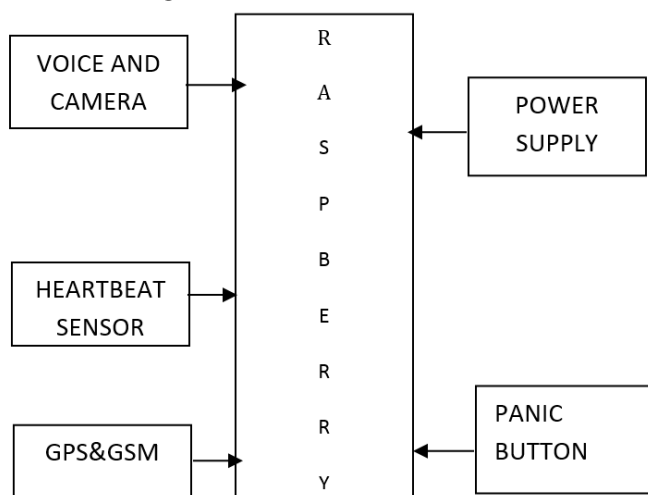 VOICE AND
CAMERA
HEARTBEAT
SENSOR
GPS&GSM
R
A
S
P
B
E
R
R
Y
POWER
SUPPLY
PANIC
BUTTON